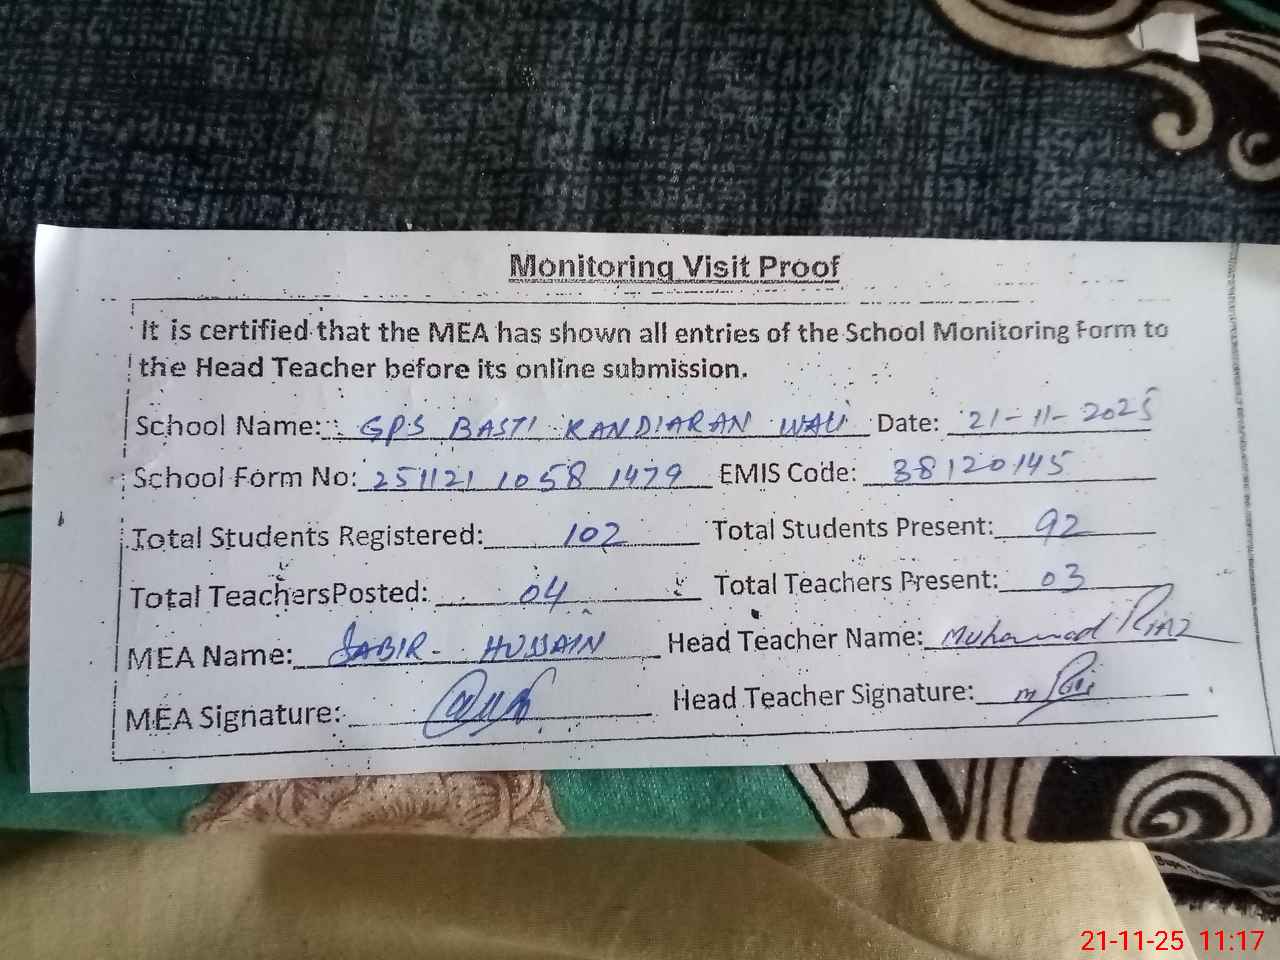 Monitoring Visit Proof
It is certified that the MEA has shown all entries of the School Monitoring Form to
the Head Teacher before its online submission.
School Name: GPS BASTI KANDIARAN WALI Date: 21-11-2025
School Form No: 251121 1058 1479 EMIS Code: 38120145
Total Students Registered: 102 Total Students Present: 92
Total TeachersPosted: 04 Total Teachers Present: 03
MEA Name: SABIR - HUSSAIN Head Teacher Name: Muhammad Riaz
MEA Signature: Head Teacher Signature:
21-11-25 11:17